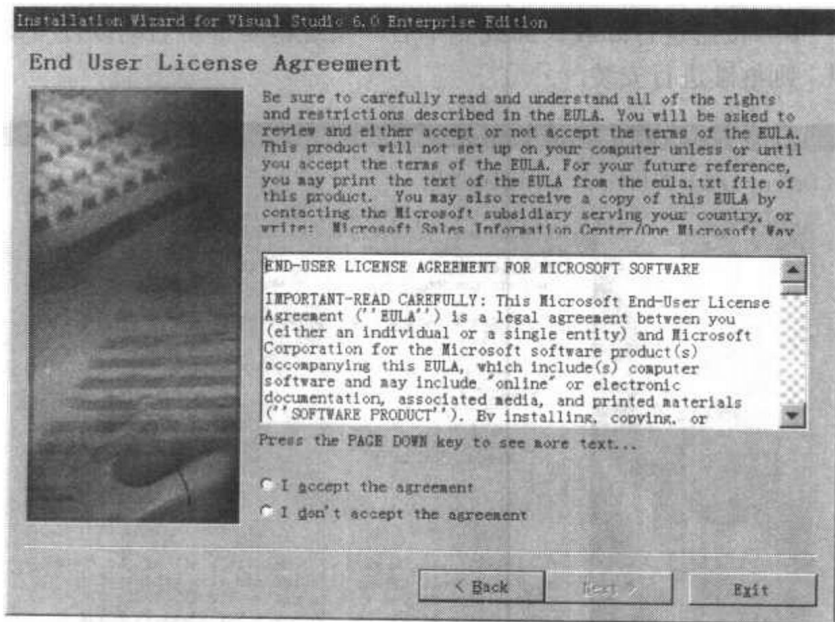 Installation Wizard for Visual Studio 6.0 Enterprise Edition
End User License Agreement
Be sure to carefully read and understand all of the rights
and restrictions described in the EULA. You will be asked to
review and either accept or not accept the terms of the EULA.
This product will not set up on your computer unless or until
you accept the terms of the EULA. For your future reference,
you may print the text of the EULA from the eula.txt file of
this product. You may also receive a copy of this EULA by
contacting the Microsoft subsidiary serving your country, or
write: Microsoft Sales Information Center/One Microsoft Way
END-USER LICENSE AGREEMENT FOR MICROSOFT SOFTWARE
IMPORTANT-READ CAREFULLY: This Microsoft End-User License
Agreement (''EULA'') is a legal agreement between you
(either an individual or a single entity) and Microsoft
Corporation for the Microsoft software product(s)
accompanying this EULA, which include(s) computer
software and may include "online" or electronic
documentation, associated media, and printed materials
(''SOFTWARE PRODUCT''). By installing, copying, or
Press the PAGE DOWN key to see more text...
I accept the agreement
I don't accept the agreement
< Back
Next >
Exit